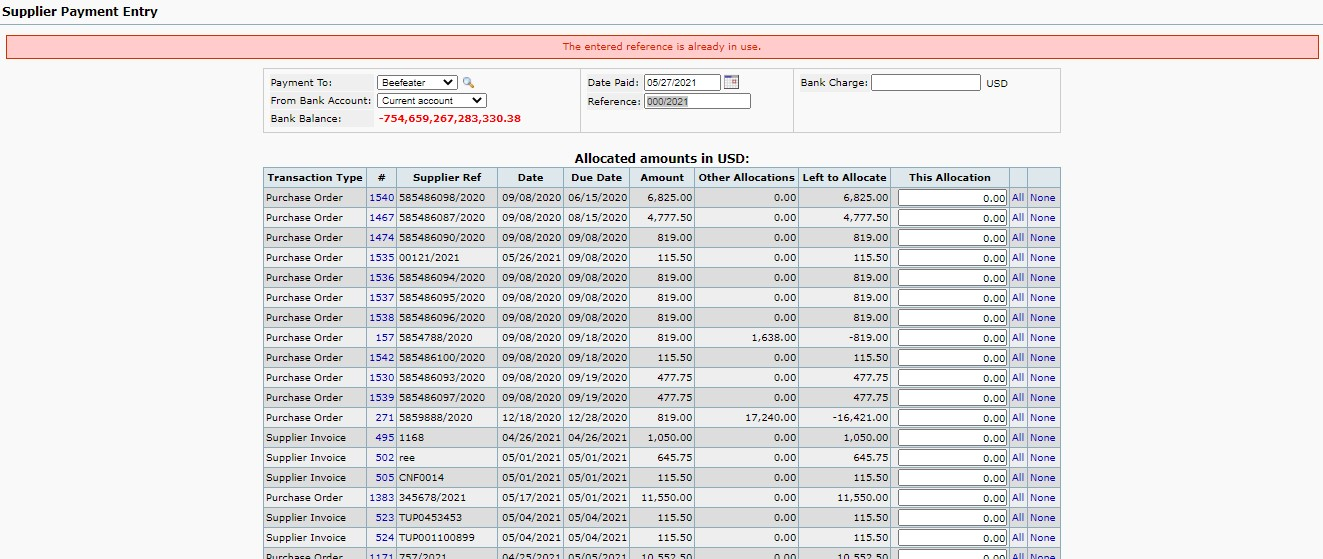 Supplier Payment Entry
The entered reference is already in use.
Payment To: Beefeater
From Bank Account: Current account
Bank Balance: -754,659,267,283,330.38
Date Paid: 05/27/2021
Reference: 000/2021
Bank Charge: USD
Allocated amounts in USD:
Transaction Type # Supplier Ref Date Due Date Amount Other Allocations Left to Allocate This Allocation
Purchase Order 1540 585486098/2020 09/08/2020 06/15/2020 6,825.00 0.00 6,825.00 0.00 All None
Purchase Order 1467 585486087/2020 09/08/2020 08/15/2020 4,777.50 0.00 4,777.50 0.00 All None
Purchase Order 1474 585486090/2020 09/08/2020 09/08/2020 819.00 0.00 819.00 0.00 All None
Purchase Order 1535 00121/2021 05/26/2021 09/08/2020 115.50 0.00 115.50 0.00 All None
Purchase Order 1536 585486094/2020 09/08/2020 09/08/2020 819.00 0.00 819.00 0.00 All None
Purchase Order 1537 585486095/2020 09/08/2020 09/08/2020 819.00 0.00 819.00 0.00 All None
Purchase Order 1538 585486096/2020 09/08/2020 09/08/2020 819.00 0.00 819.00 0.00 All None
Purchase Order 157 5854788/2020 09/08/2020 09/18/2020 819.00 1,638.00 -819.00 0.00 All None
Purchase Order 1542 585486100/2020 09/08/2020 09/18/2020 115.50 0.00 115.50 0.00 All None
Purchase Order 1530 585486093/2020 09/08/2020 09/19/2020 477.75 0.00 477.75 0.00 All None
Purchase Order 1539 585486097/2020 09/08/2020 09/19/2020 477.75 0.00 477.75 0.00 All None
Purchase Order 271 5859888/2020 12/18/2020 12/28/2020 819.00 17,240.00 -16,421.00 0.00 All None
Supplier Invoice 495 1168 04/26/2021 04/26/2021 1,050.00 0.00 1,050.00 0.00 All None
Supplier Invoice 502 ree 05/01/2021 05/01/2021 645.75 0.00 645.75 0.00 All None
Supplier Invoice 505 CNF0014 05/01/2021 05/01/2021 115.50 0.00 115.50 0.00 All None
Purchase Order 1383 345678/2021 05/17/2021 05/01/2021 11,550.00 0.00 11,550.00 0.00 All None
Supplier Invoice 523 TUP0453453 05/04/2021 05/04/2021 115.50 0.00 115.50 0.00 All None
Supplier Invoice 524 TUP001100899 05/04/2021 05/04/2021 115.50 0.00 115.50 0.00 All None
Purchase Order 1171 757/2021 04/25/2021 05/05/2021 10,552.50 0.00 10,552.50 0.00 All None